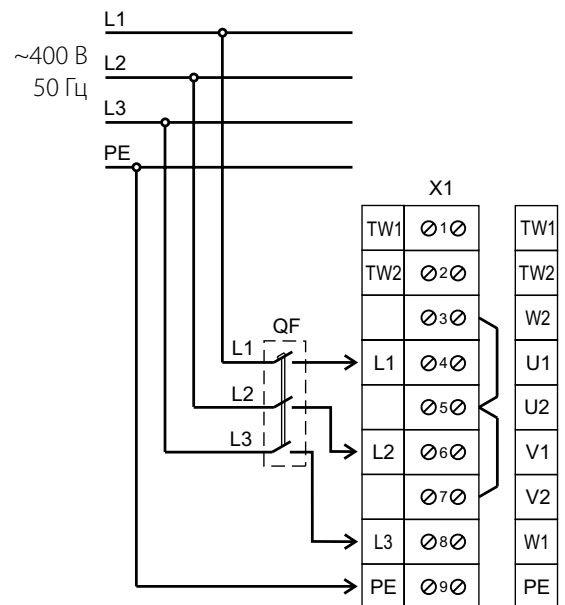 L1
~400 В
L2
50 Гц
L3
PE
X1
TW1 1 TW1
TW2 2 TW2
3 W2
QF
L1
L1 4 U1
L2
5 U2
L3
L2 6 V1
7 V2
L3 8 W1
PE 9 PE